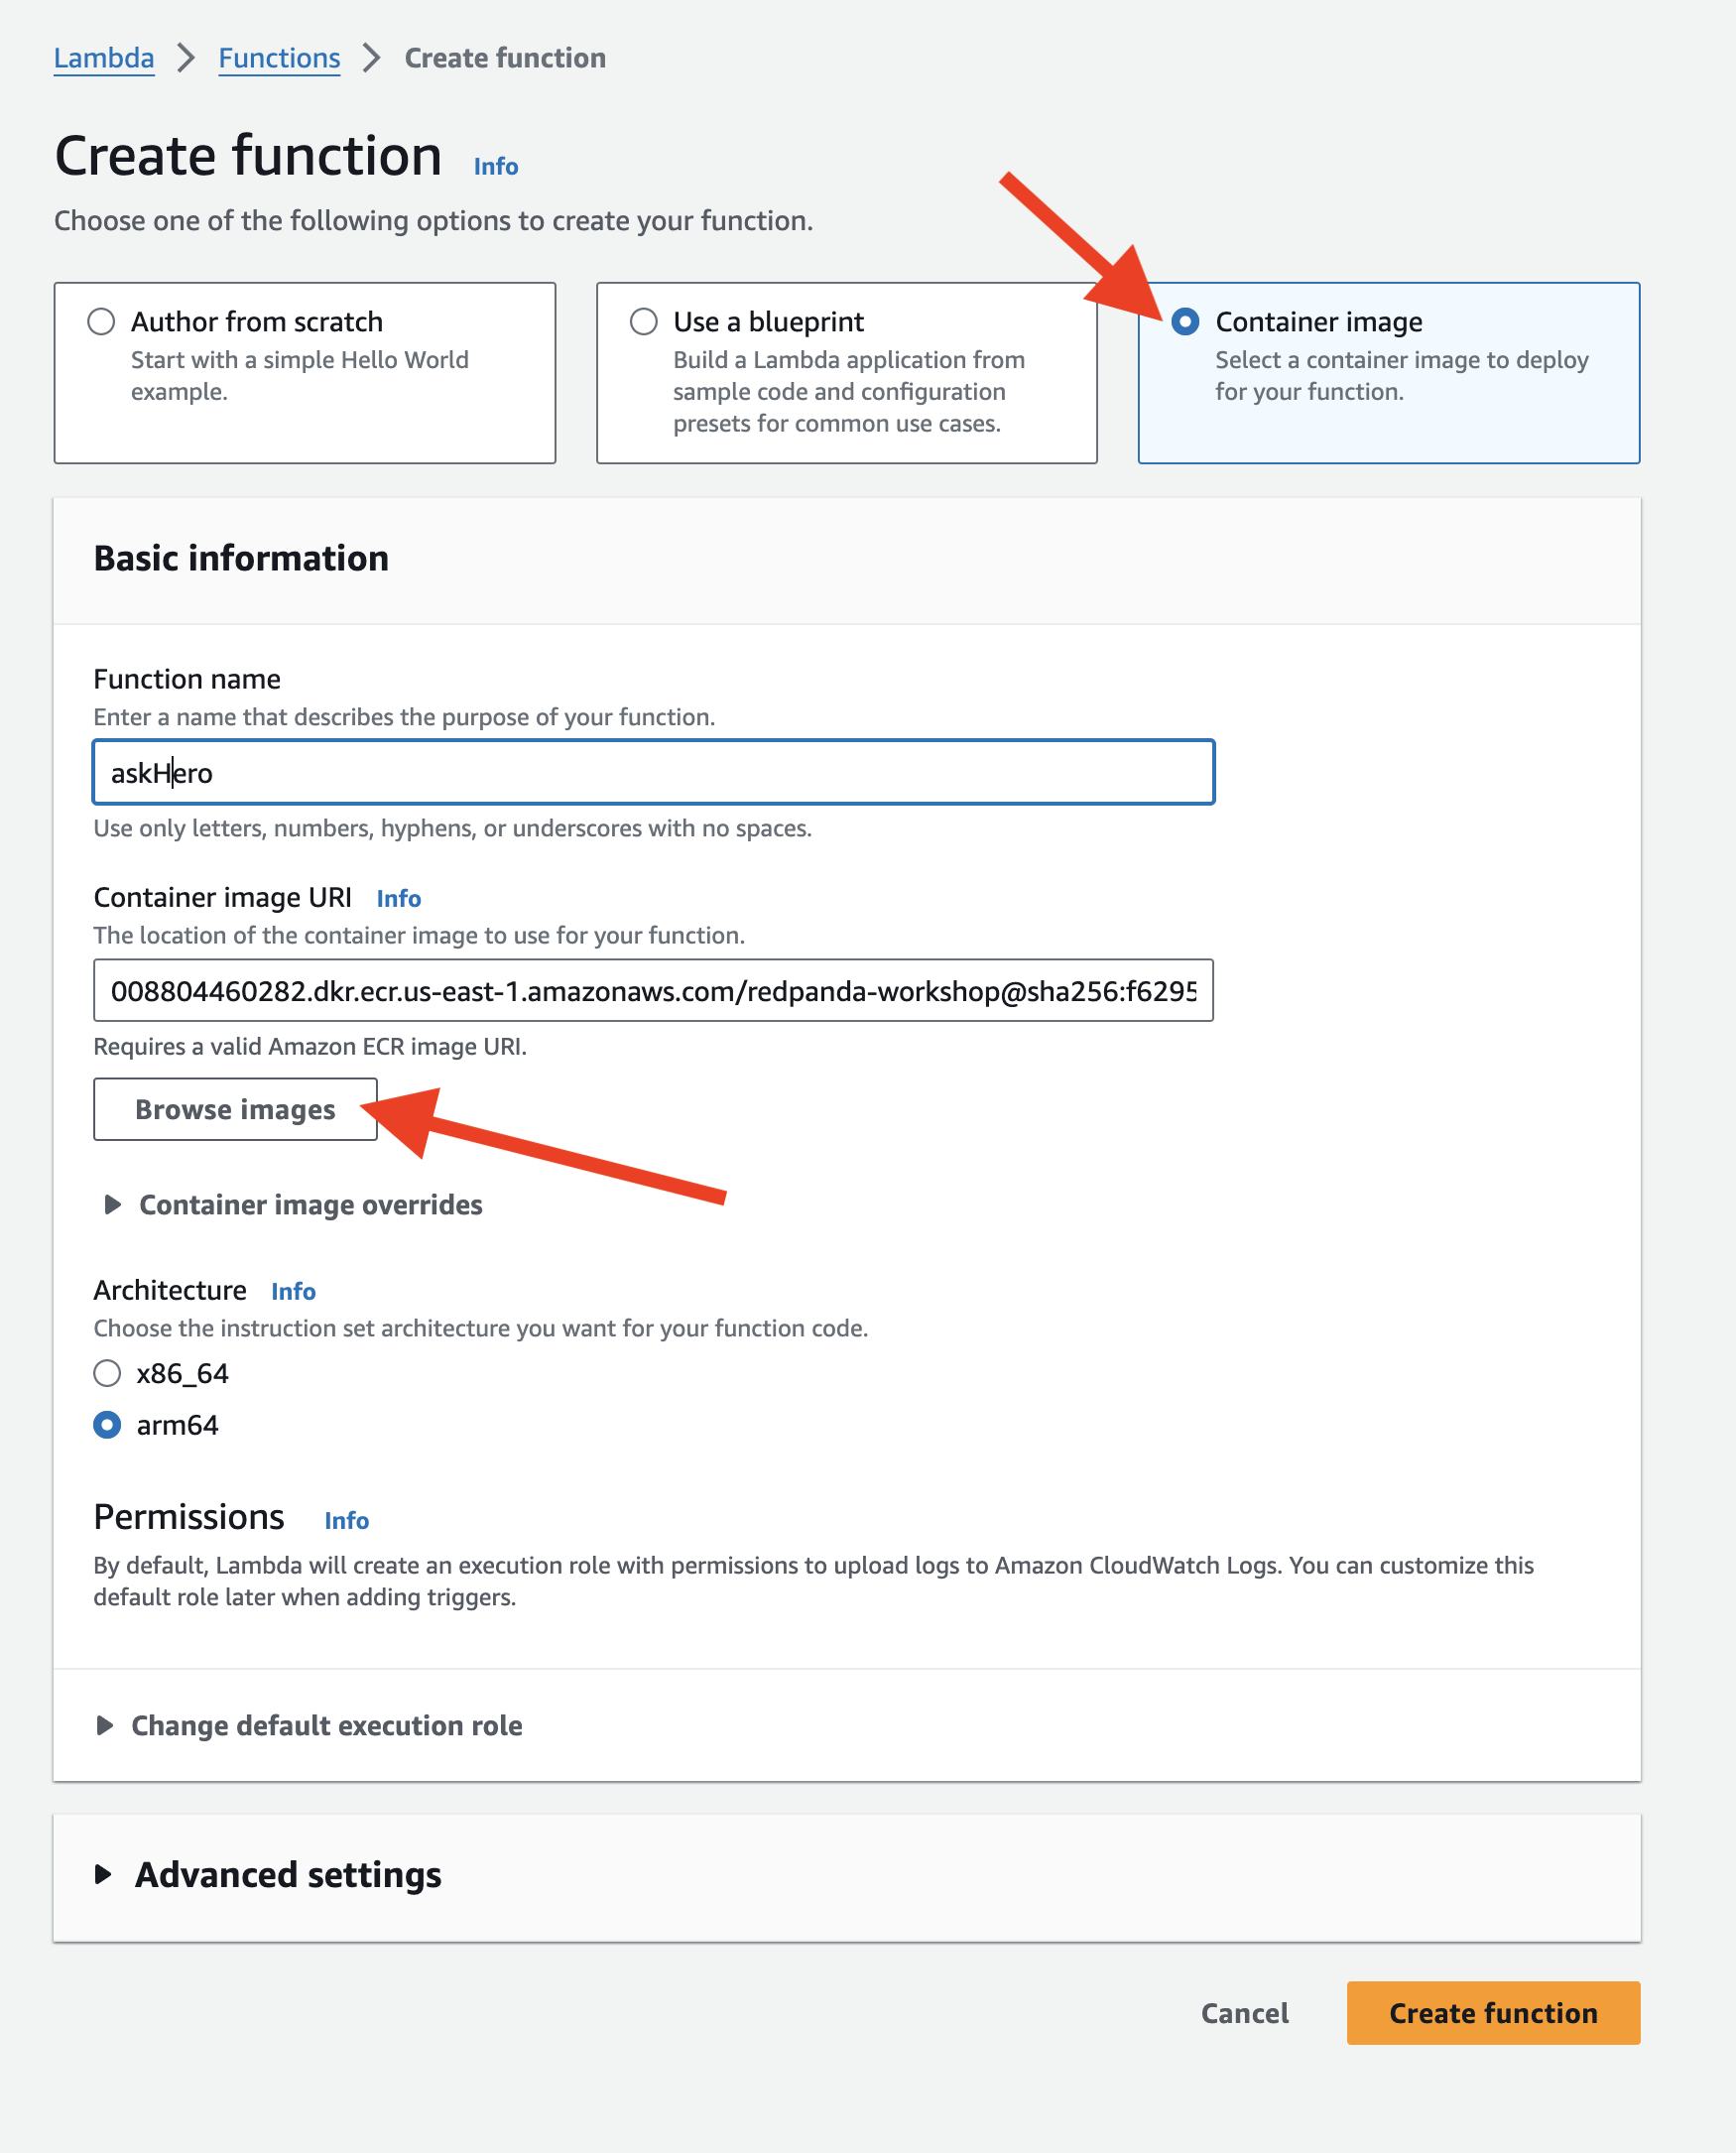 Lambda > Functions > Create function
Create function Info
Choose one of the following options to create your function.
Author from scratch
Start with a simple Hello World
example.
Use a blueprint
Build a Lambda application from
sample code and configuration
presets for common use cases.
Container image
Select a container image to deploy
for your function.
Basic information
Function name
Enter a name that describes the purpose of your function.
askHero
Use only letters, numbers, hyphens, or underscores with no spaces.
Container image URI Info
The location of the container image to use for your function.
008804460282.dkr.ecr.us-east-1.amazonaws.com/redpanda-workshop@sha256:f6295
Requires a valid Amazon ECR image URI.
Browse images
Container image overrides
Architecture Info
Choose the instruction set architecture you want for your function code.
x86_64
arm64
Permissions Info
By default, Lambda will create an execution role with permissions to upload logs to Amazon CloudWatch Logs. You can customize this
default role later when adding triggers.
Change default execution role
Advanced settings
Cancel
Create function